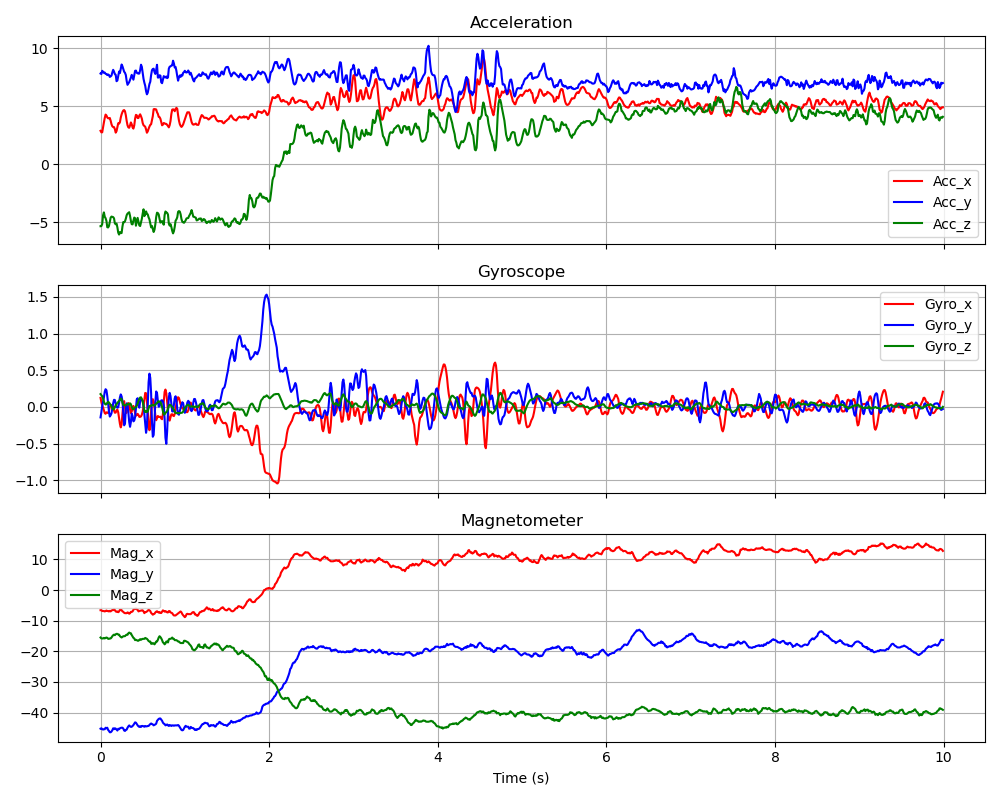 Acceleration
10
5
0
−5
Acc_x
Acc_y
Acc_z
Gyroscope
1.5
1.0
0.5
0.0
−0.5
−1.0
Gyro_x
Gyro_y
Gyro_z
Magnetometer
10
0
−10
−20
−30
−40
Mag_x
Mag_y
Mag_z
0 2 4 6 8 10
Time (s)